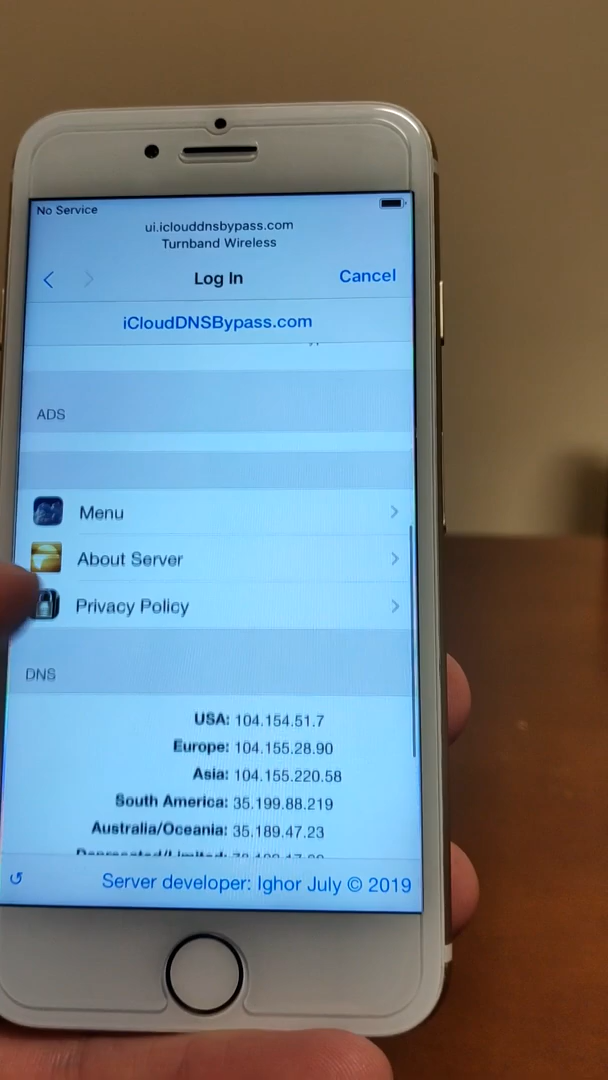 No Service
ui.iclouddnsbypass.com
Turnband Wireless
Log In
Cancel
iCloudDNSBypass.com
ADS
Menu
About Server
Privacy Policy
DNS
USA: 104.154.51.7
Europe: 104.155.28.90
Asia: 104.155.220.58
South America: 35.199.88.219
Australia/Oceania: 35.189.47.23
Server developer: Ighor July © 2019